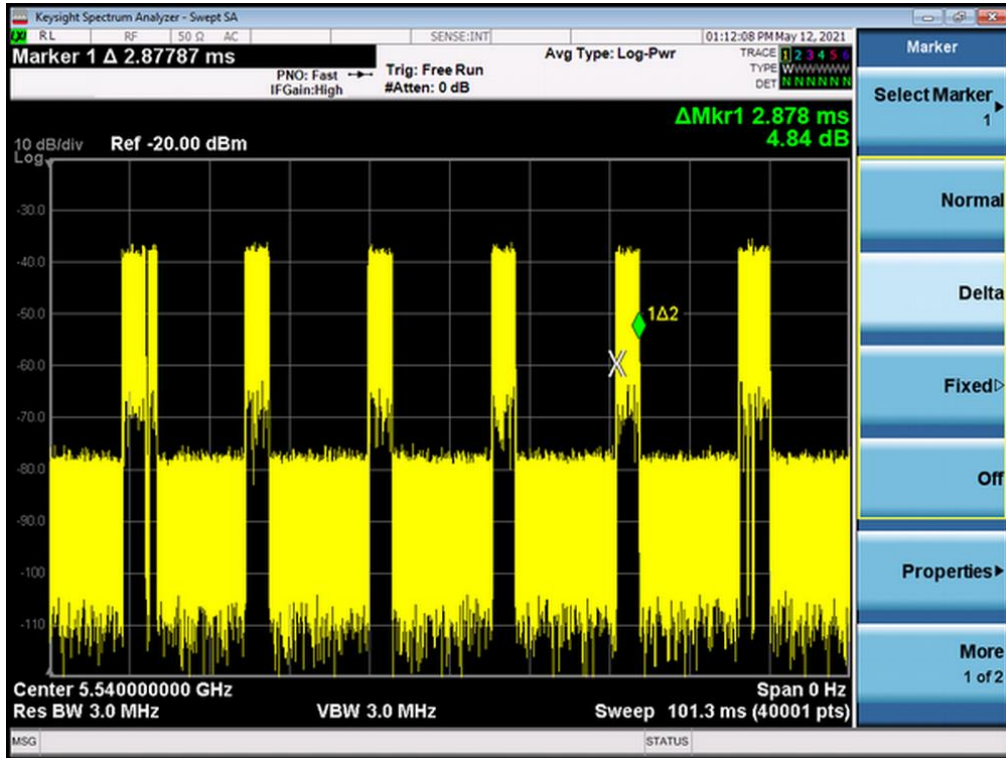 Keysight Spectrum Analyzer - Swept SA
RL RF 50 Ω AC SENSE:INT 01:12:08 PM May 12, 2021
Marker 1 Δ 2.87787 ms
PNO: Fast
IFGain:High
Trig: Free Run
#Atten: 0 dB
Avg Type: Log-Pwr
TRACE 1 2 3 4 5 6
TYPE WWWWWW
DET N N N N N N
ΔMkr1 2.878 ms
4.84 dB
10 dB/div Ref -20.00 dBm
Log
-30.0
-40.0
-50.0
1Δ2
-60.0
X
-70.0
-80.0
-90.0
-100
-110
Center 5.540000000 GHz Span 0 Hz
Res BW 3.0 MHz VBW 3.0 MHz Sweep 101.3 ms (40001 pts)
MSG STATUS
Marker
Select Marker
1
Normal
Delta
Fixed
Off
Properties
More
1 of 2